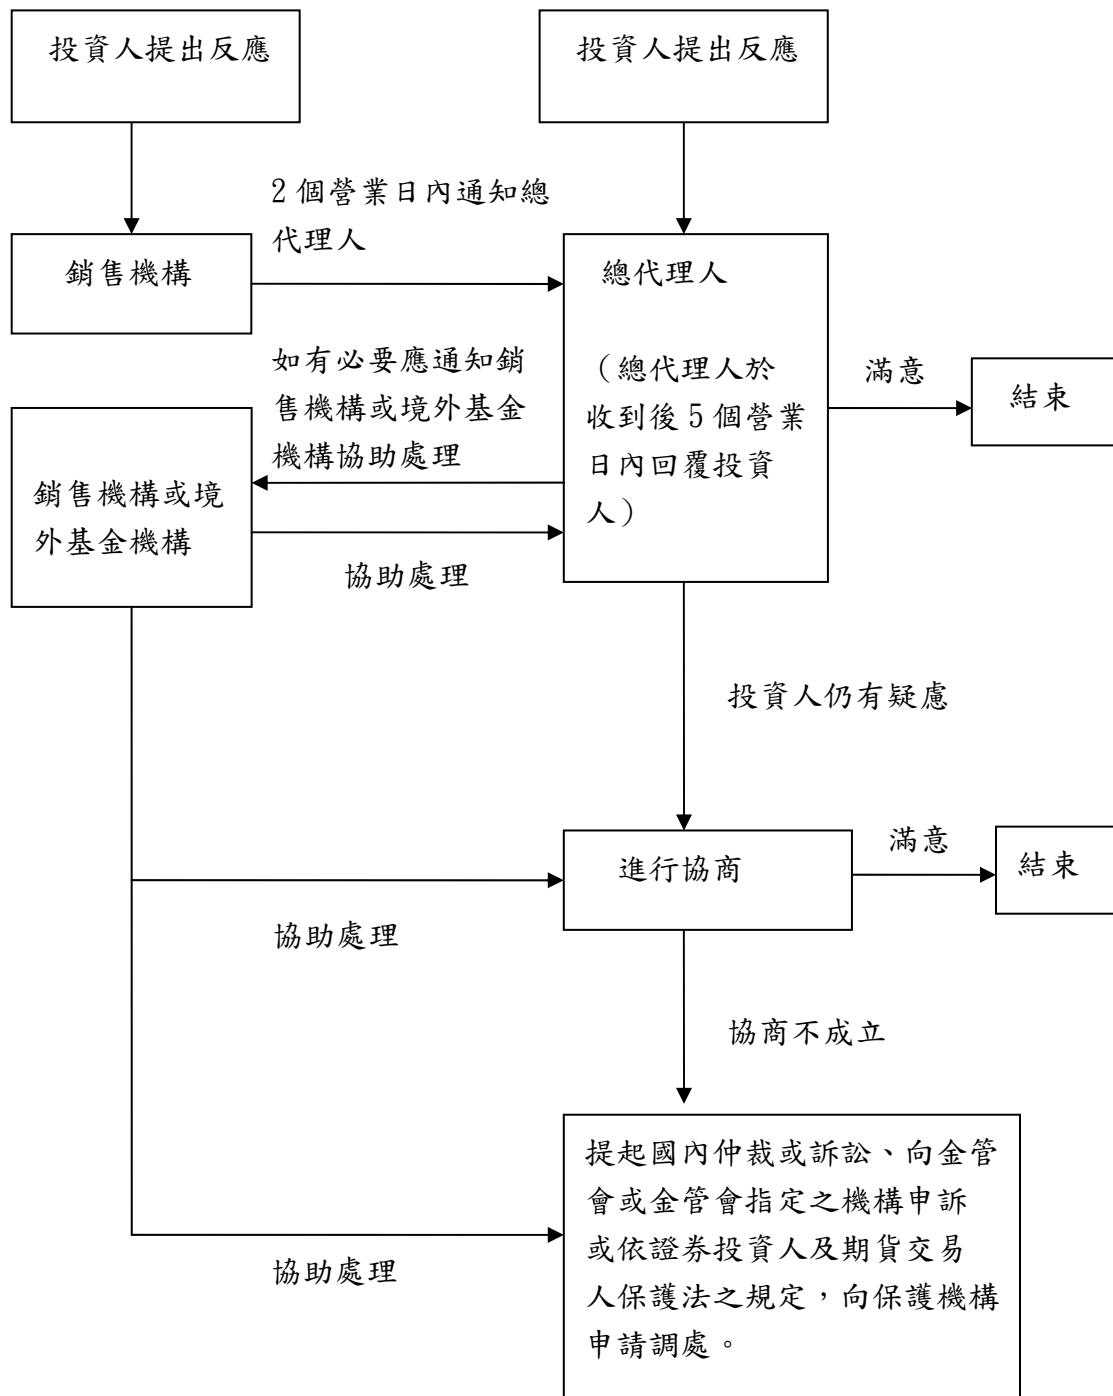 投資人提出反應
投資人提出反應
2 個營業日內通知總
代理人
銷售機構
總代理人
(總代理人於
收到後 5 個營業
日內回覆投資
人)
滿意
結束
如有必要應通知銷
售機構或境外基金
機構協助處理
銷售機構或境
外基金機構
協助處理
投資人仍有疑慮
進行協商
滿意
結束
協助處理
協商不成立
提起國內仲裁或訴訟、向金管
會或金管會指定之機構申訴
或依證券投資人及期貨交易
人保護法之規定,向保護機構
申請調處。
協助處理